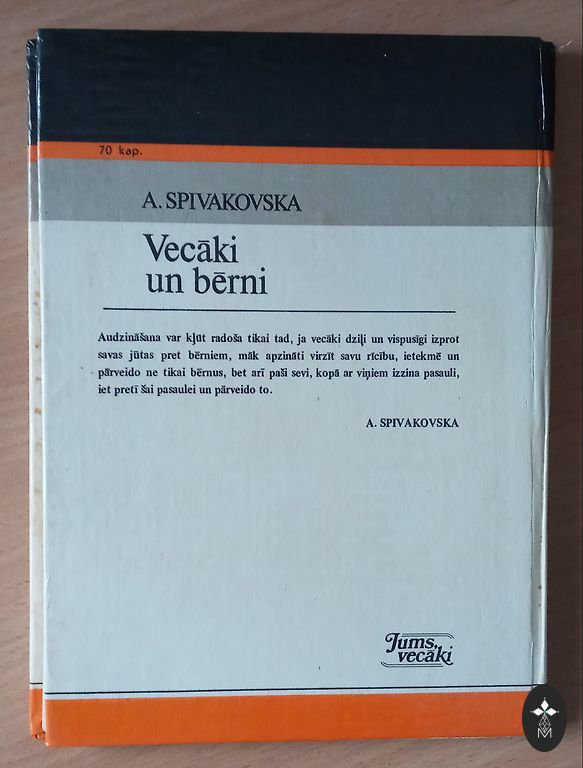 70 kap.
A. SPIVAKOVSKA
Vecāki
un bērni
Audzināšana var kļūt radoša tikai tad, ja vecāki dziļi un vispusīgi izprot
savas jūtas pret bērniem, māk apzināti virzīt savu rīcību, ietekmē un
pārveido ne tikai bērnus, bet arī paši sevi, kopā ar viņiem izzina pasauli,
iet pretī šai pasaulei un pārveido to.
A. SPIVAKOVSKA
Jums,
vecāki
M